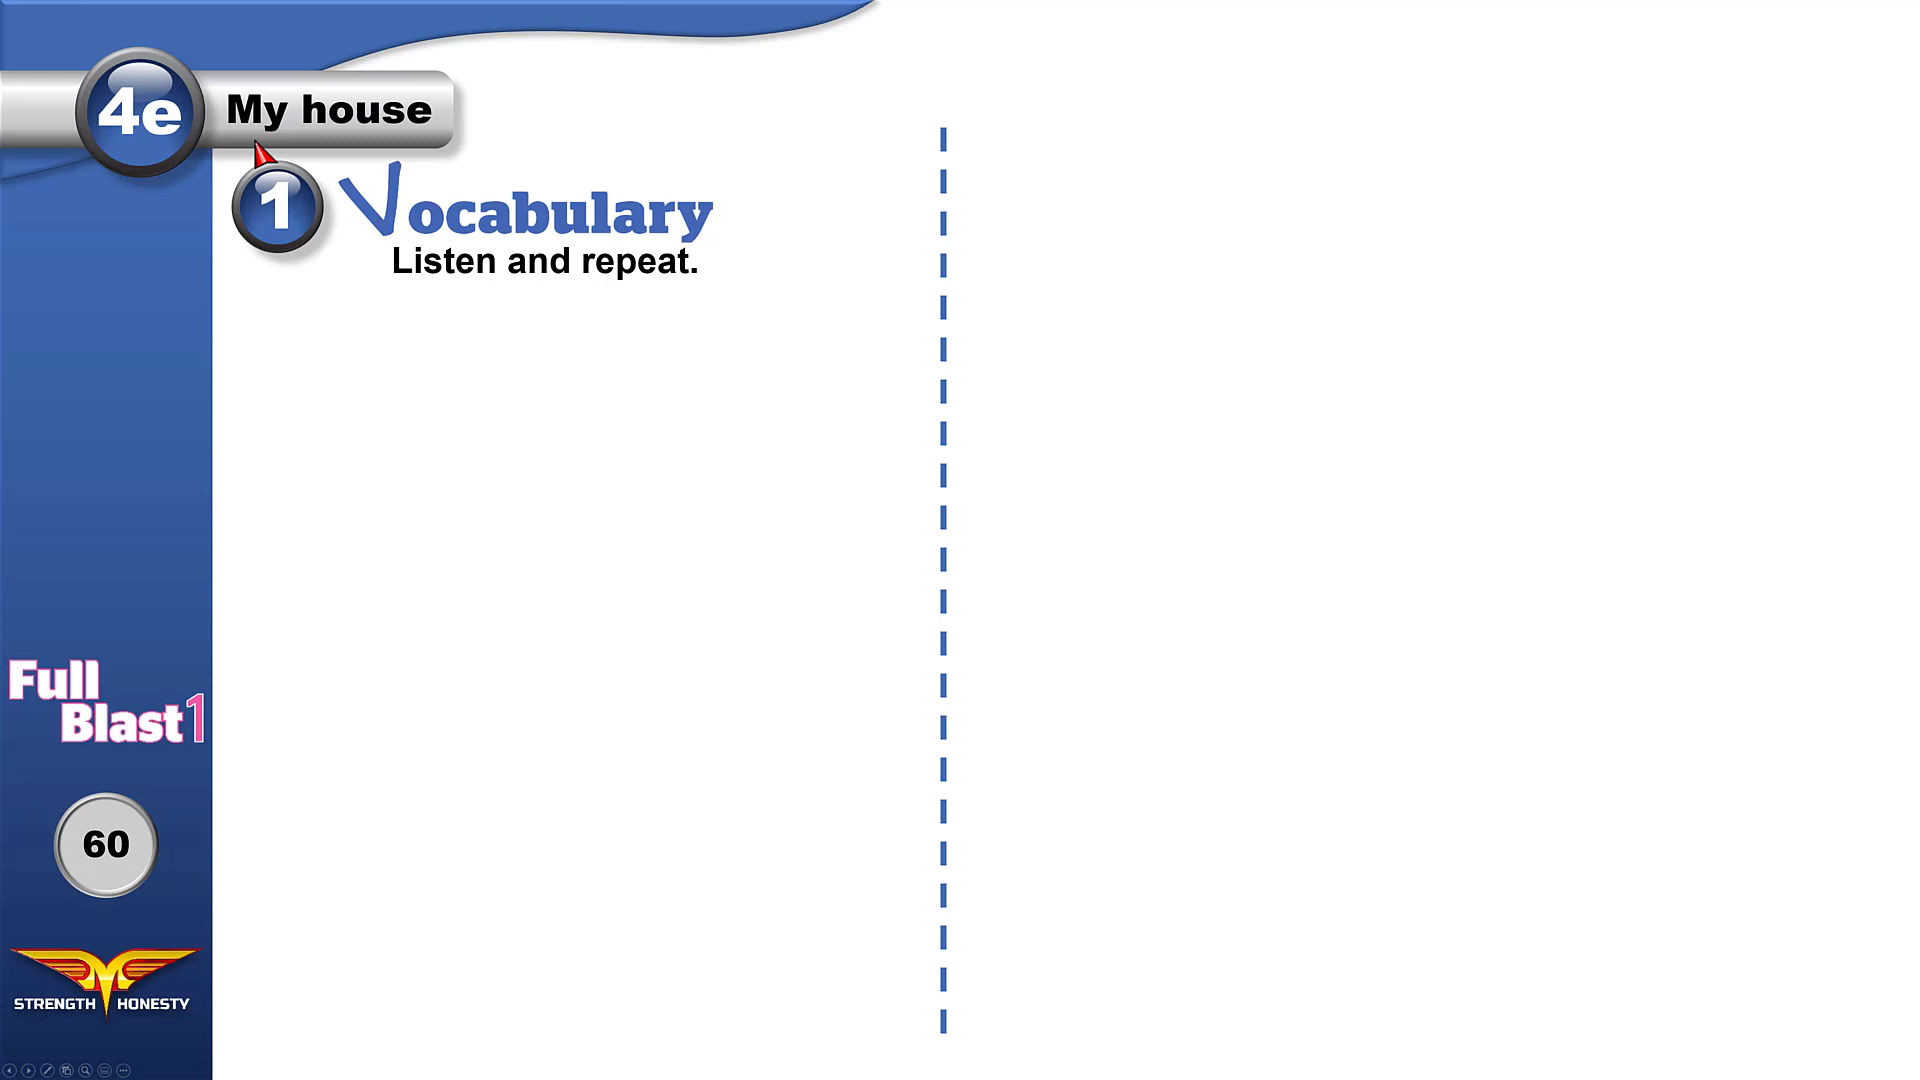 4e My house
1 Vocabulary
Listen and repeat.
Full
Blast 1
60
STRENGTH HONESTY